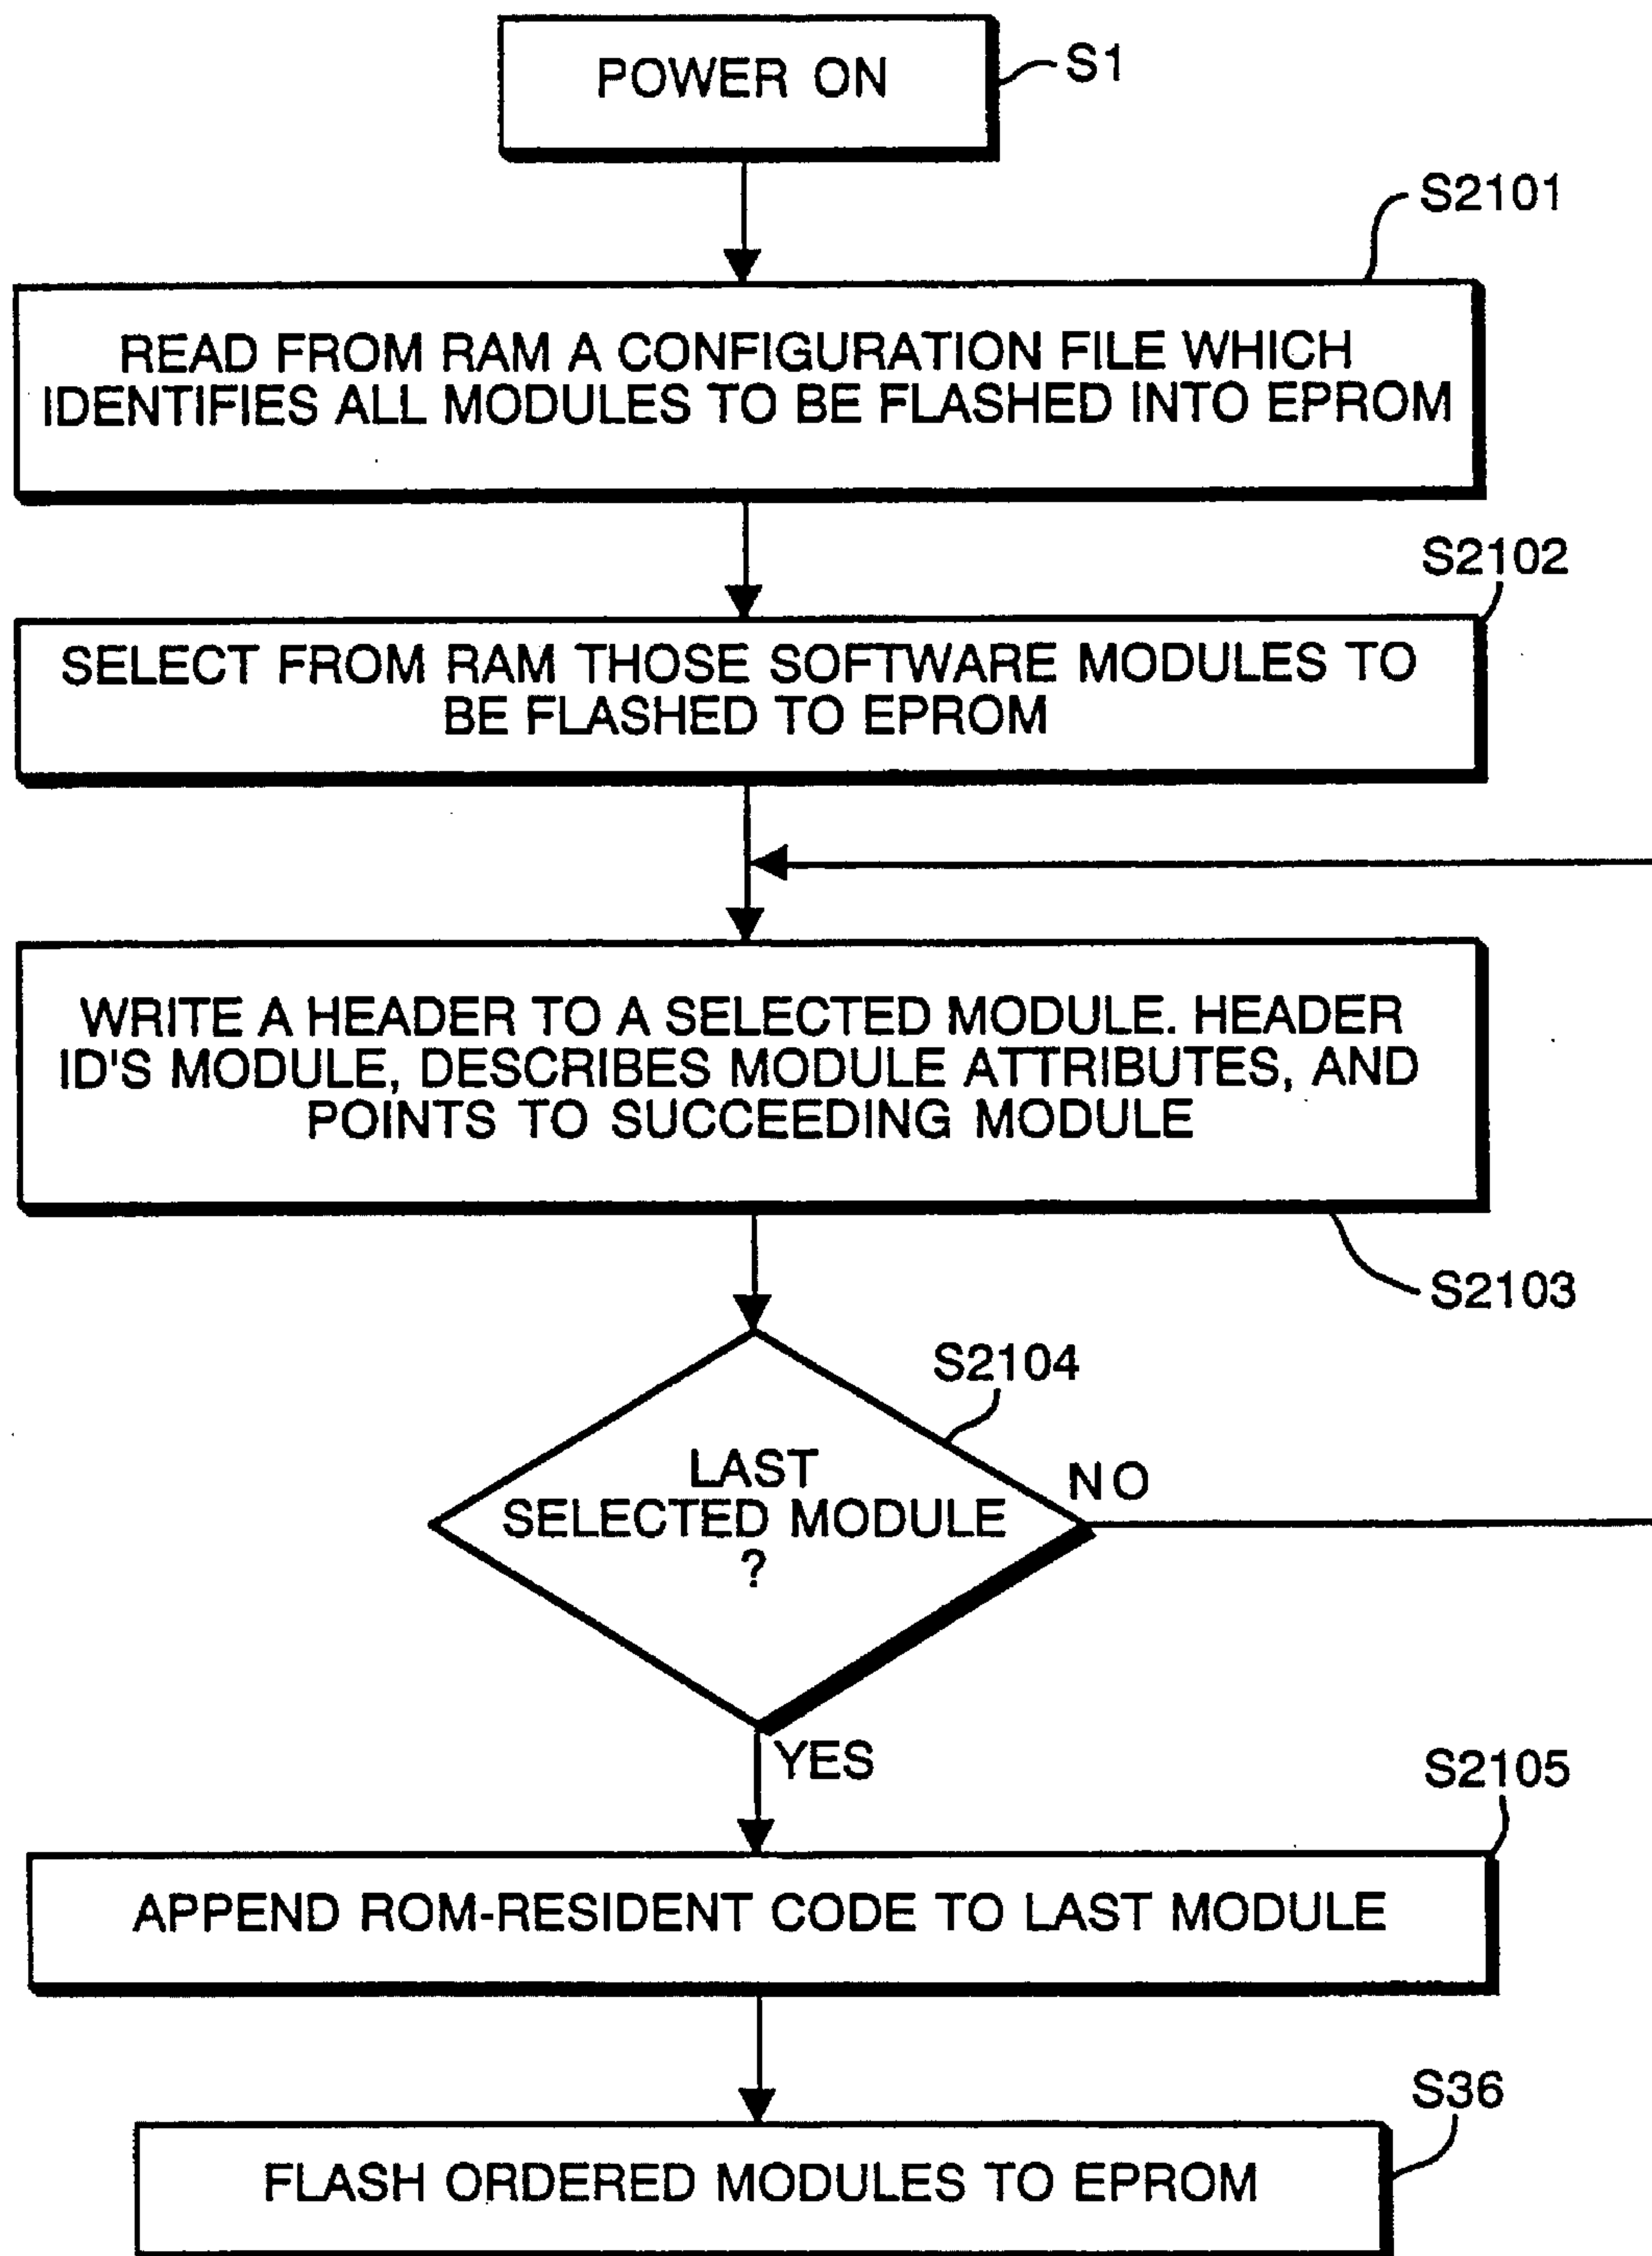 POWER ON
S1
S2101
READ FROM RAM A CONFIGURATION FILE WHICH
IDENTIFIES ALL MODULES TO BE FLASHED INTO EPROM
S2102
SELECT FROM RAM THOSE SOFTWARE MODULES TO
BE FLASHED TO EPROM
WRITE A HEADER TO A SELECTED MODULE. HEADER
ID'S MODULE, DESCRIBES MODULE ATTRIBUTES, AND
POINTS TO SUCCEEDING MODULE
S2103
S2104
LAST
SELECTED MODULE
?
NO
YES
S2105
APPEND ROM-RESIDENT CODE TO LAST MODULE
S36
FLASH ORDERED MODULES TO EPROM